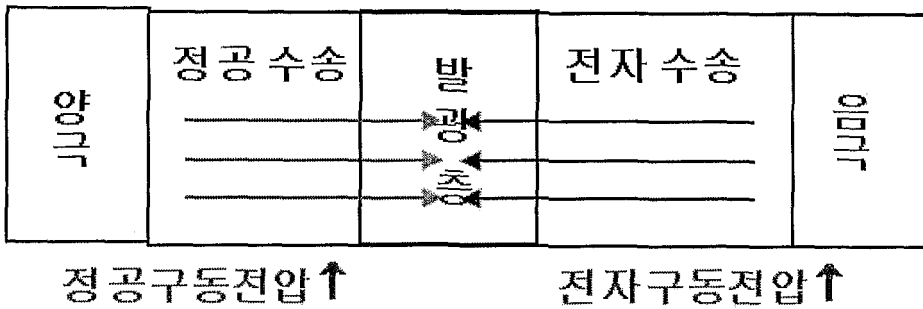 양극
정공 수송
발광층
전자 수송
음극
정공구동전압↑
전자구동전압↑